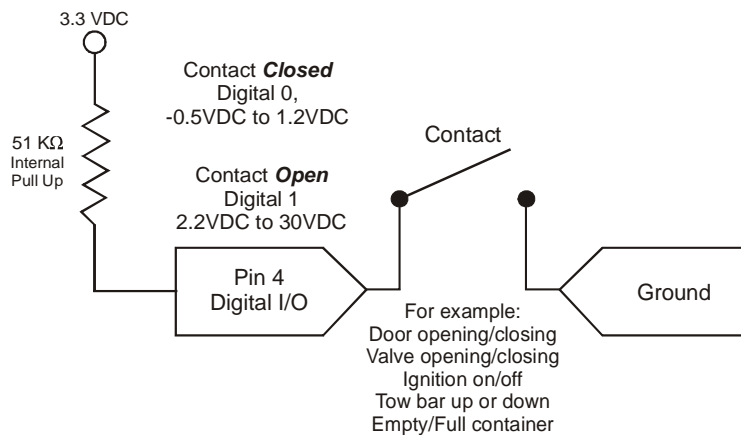 3.3 VDC
Contact Closed
Digital 0,
-0.5VDC to 1.2VDC
51 KΩ
Internal
Pull Up
Contact Open
Digital 1
2.2VDC to 30VDC
Contact
Pin 4
Digital I/O
Ground
For example:
Door opening/closing
Valve opening/closing
Ignition on/off
Tow bar up or down
Empty/Full container